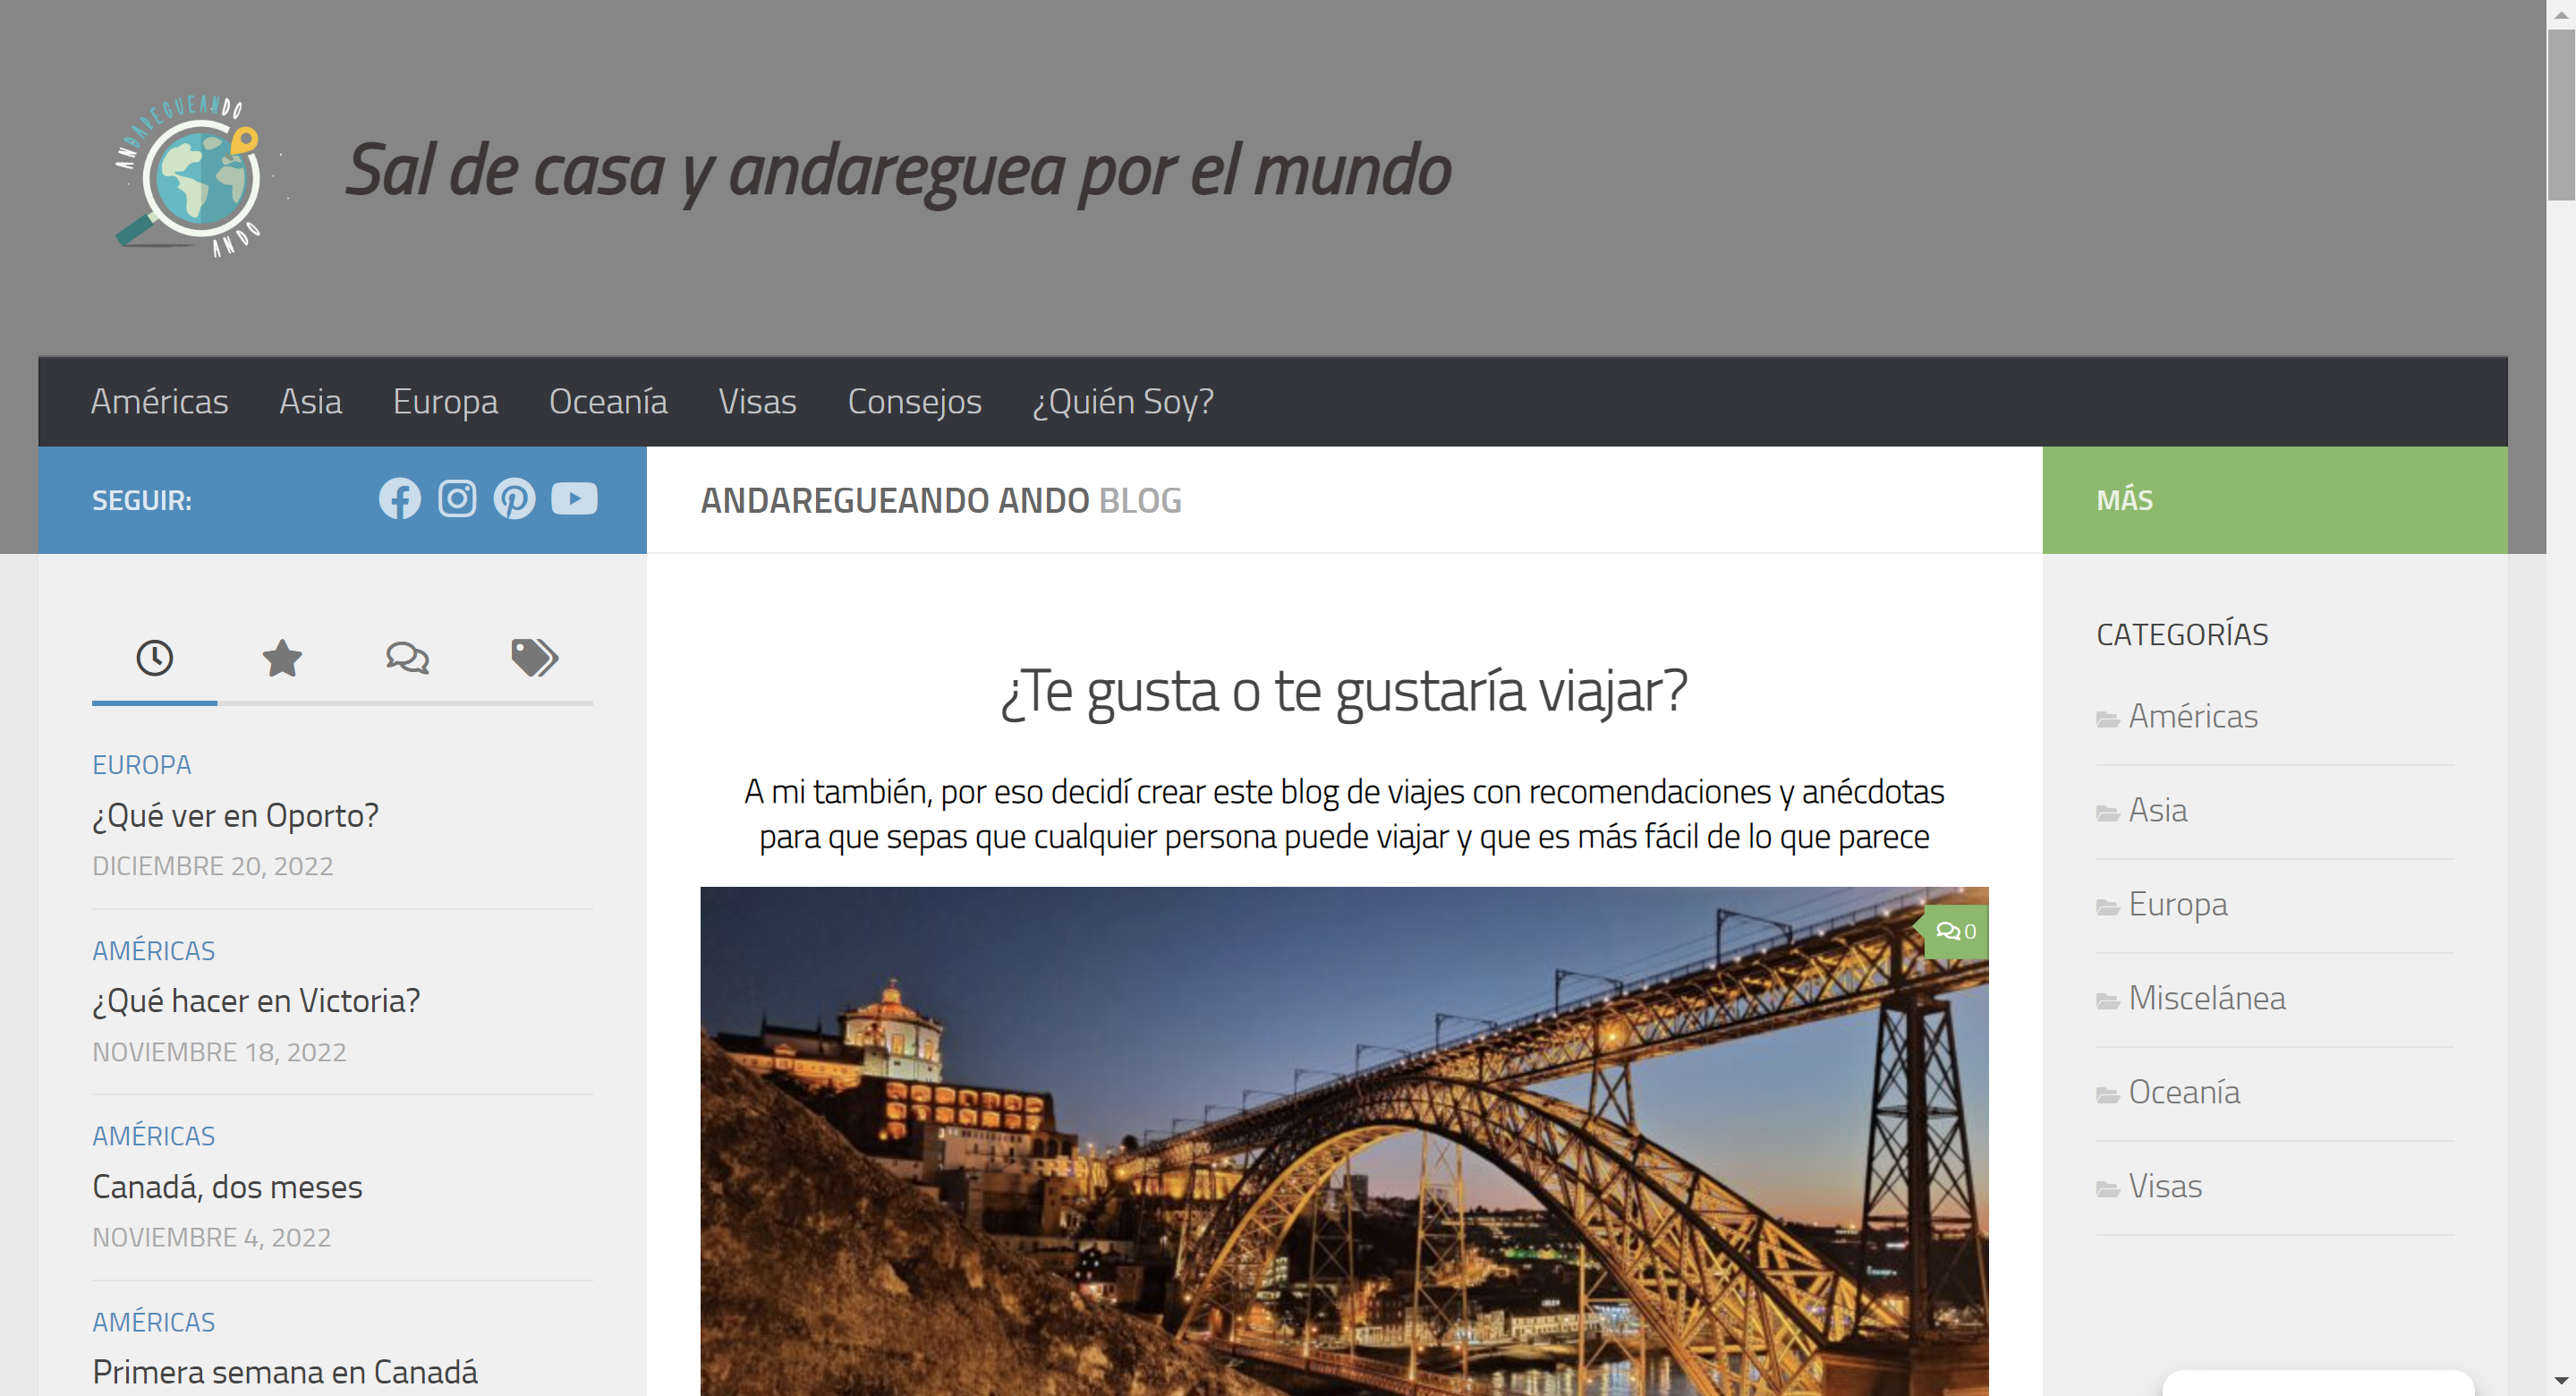 ANDAREGUEANDO
ANDO
Sal de casa y andareguea por el mundo
Américas Asia Europa Oceanía Visas Consejos ¿Quién Soy?
SEGUIR:
ANDAREGUEANDO ANDO BLOG
MÁS
EUROPA
¿Qué ver en Oporto?
DICIEMBRE 20, 2022
AMÉRICAS
¿Qué hacer en Victoria?
NOVIEMBRE 18, 2022
AMÉRICAS
Canadá, dos meses
NOVIEMBRE 4, 2022
AMÉRICAS
Primera semana en Canadá
¿Te gusta o te gustaría viajar?
A mi también, por eso decidí crear este blog de viajes con recomendaciones y anécdotas
para que sepas que cualquier persona puede viajar y que es más fácil de lo que parece
0
CATEGORÍAS
Américas
Asia
Europa
Miscelánea
Oceanía
Visas